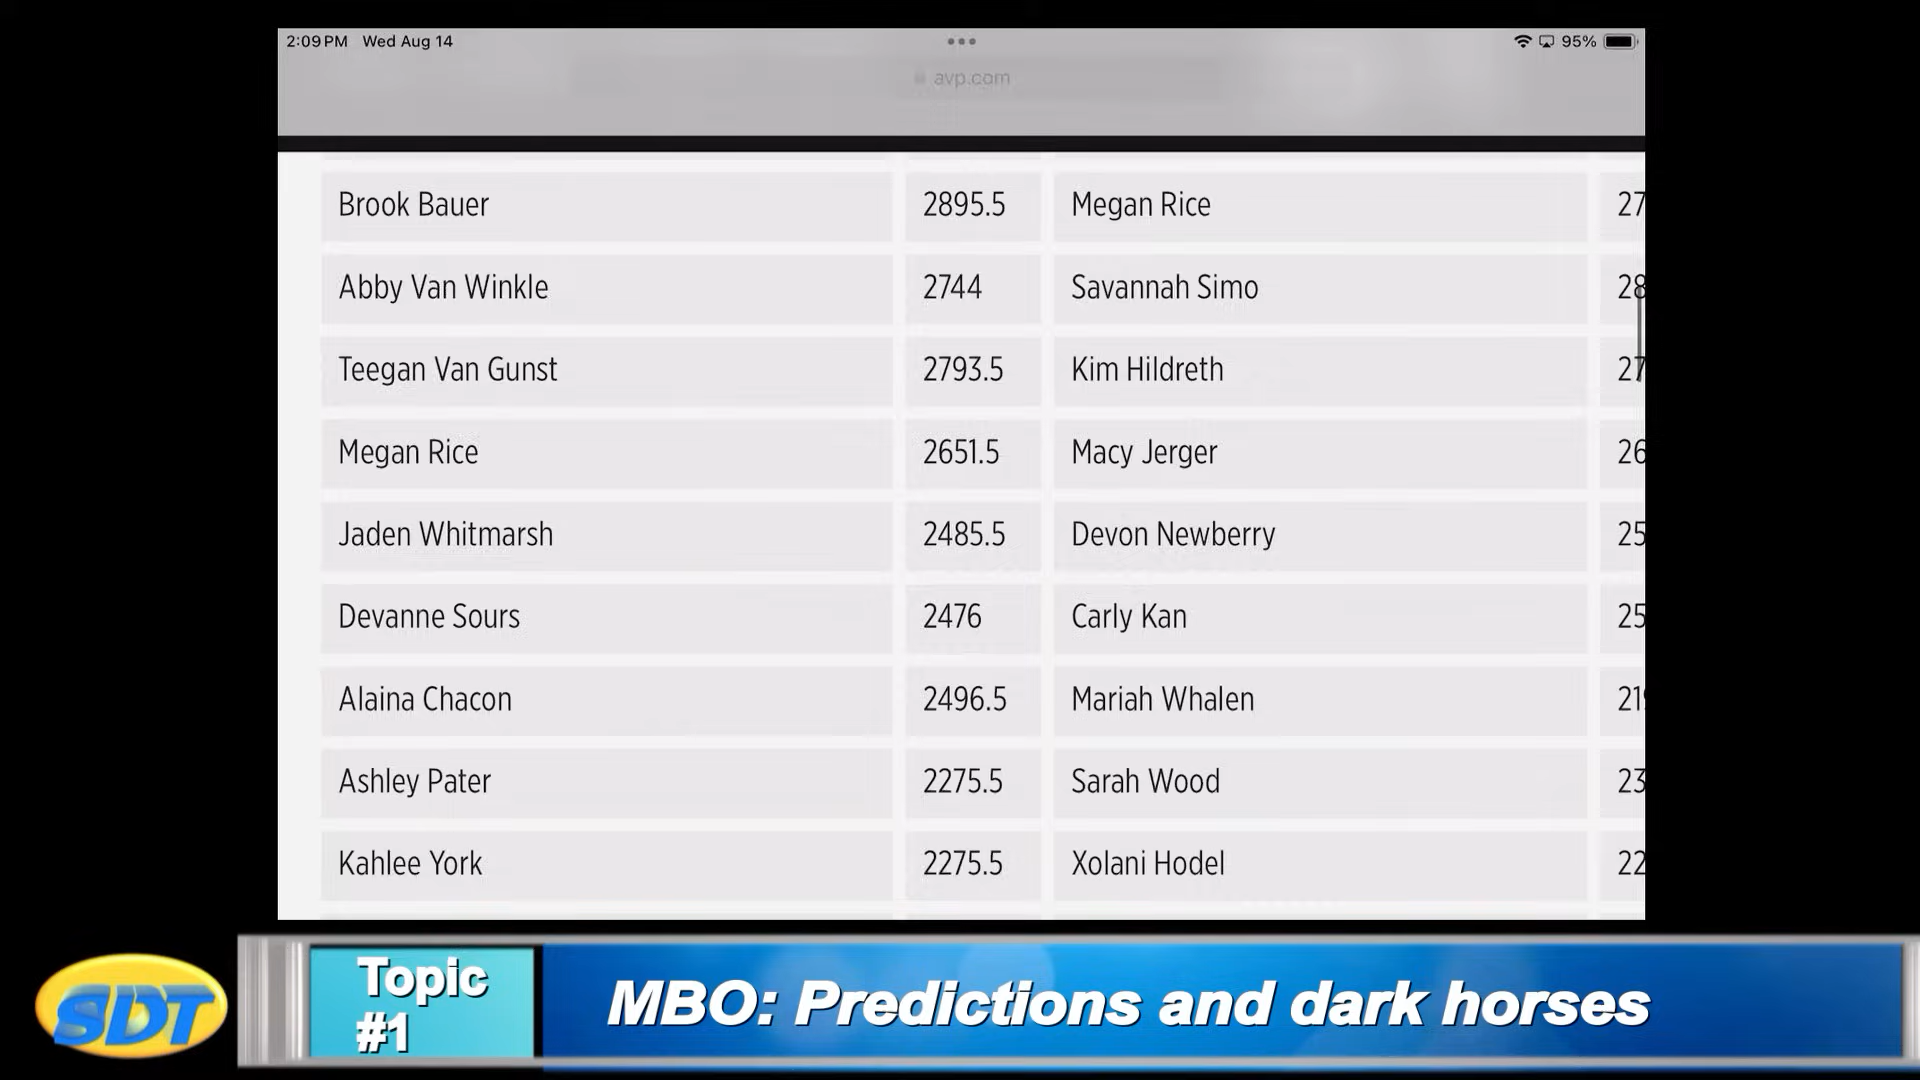 2:09 PM Wed Aug 14 95%
avp.com
Brook Bauer 2895.5 Megan Rice 27
Abby Van Winkle 2744 Savannah Simo 28
Teegan Van Gunst 2793.5 Kim Hildreth 27
Megan Rice 2651.5 Macy Jerger 26
Jaden Whitmarsh 2485.5 Devon Newberry 25
Devanne Sours 2476 Carly Kan 25
Alaina Chacon 2496.5 Mariah Whalen 219
Ashley Pater 2275.5 Sarah Wood 23
Kahlee York 2275.5 Xolani Hodel 22
SDT
Topic
#1
MBO: Predictions and dark horses